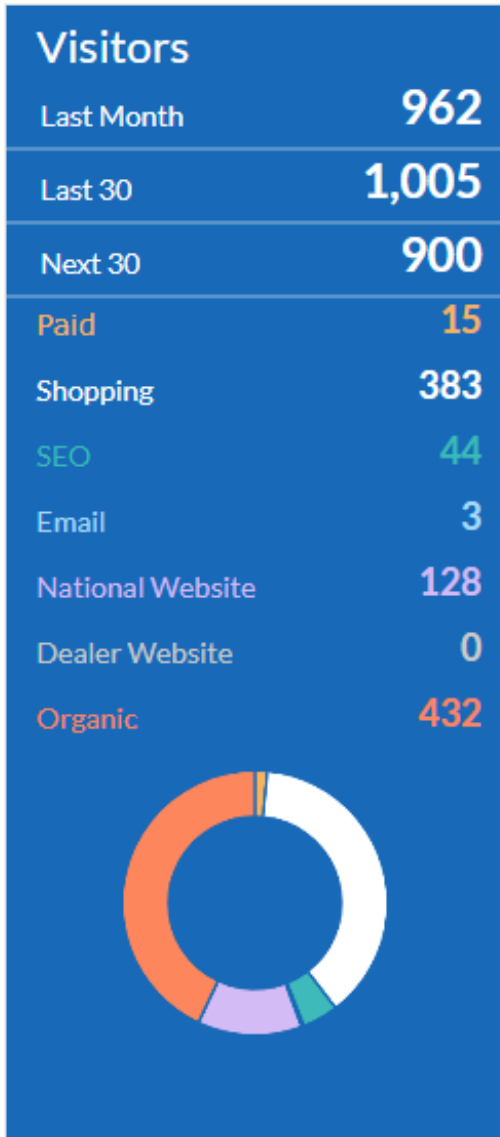 Visitors
Last Month 962
Last 30 1,005
Next 30 900
Paid 15
Shopping 383
SEO 44
Email 3
National Website 128
Dealer Website 0
Organic 432